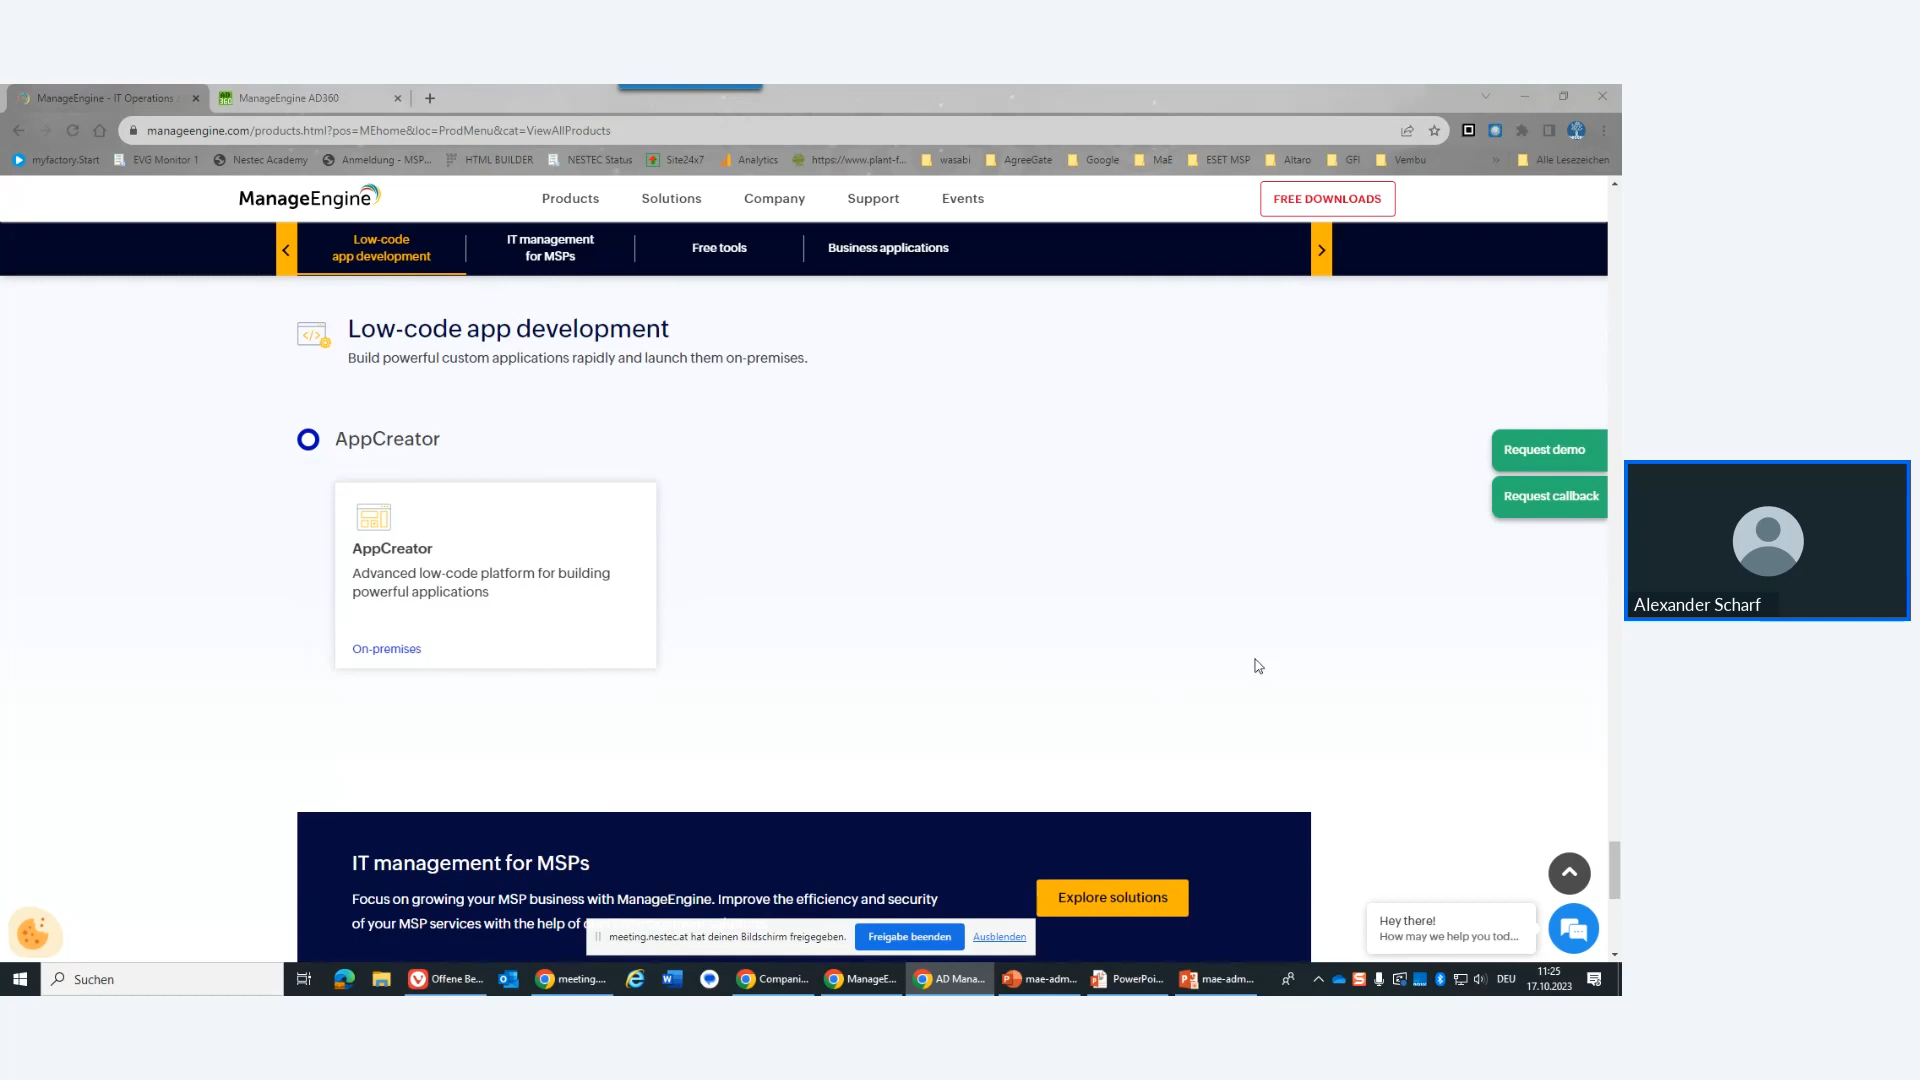 ManageEngine - IT Operations
ManageEngine AD360
manageengine.com/products.html?pos=MEhome&loc=ProdMenu&cat=ViewAllProducts
myfactory.Start
EVG Monitor 1
Nestec Academy
Anmeldung - MSP...
HTML BUILDER
NESTEC Status
Site24x7
Analytics
https://www.plant-f...
wasabi
AgreeGate
Google
MaE
ESET MSP
Altaro
GFI
Vembu
»
Alle Lesezeichen
ManageEngine
Products
Solutions
Company
Support
Events
FREE DOWNLOADS
Low-code
app development
IT management
for MSPs
Free tools
Business applications
Low-code app development
Build powerful custom applications rapidly and launch them on-premises.
AppCreator
Request demo
Request callback
AppCreator
Advanced low-code platform for building
powerful applications
On-premises
Alexander Scharf
IT management for MSPs
Focus on growing your MSP business with ManageEngine. Improve the efficiency and security
of your MSP services with the help of
Explore solutions
Hey there!
How may we help you tod...
meeting.nestec.at hat deinen Bildschirm freigegeben.
Freigabe beenden
Ausblenden
Suchen
Offene Be...
meeting....
Compani...
ManageE...
AD Mana...
mae-adm...
PowerPoi...
mae-adm...
DEU
11:25
17.10.2023